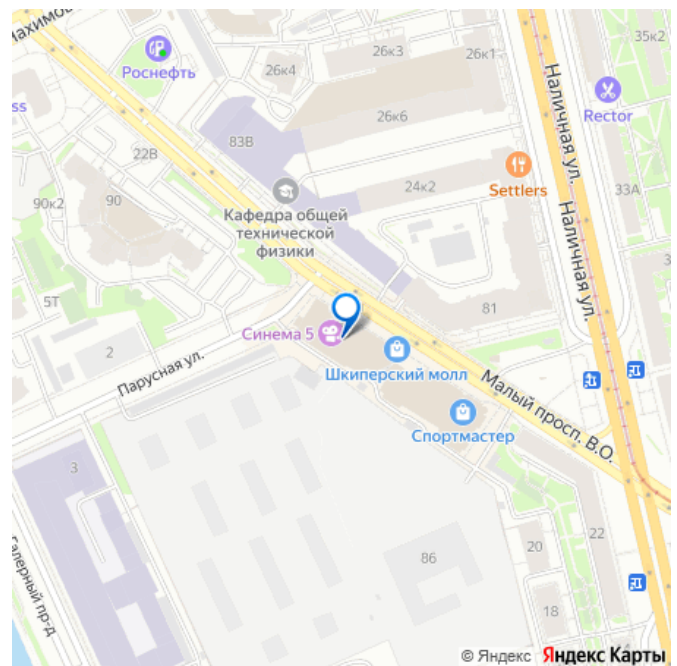 Нахимов
35к2
26к3
26к1
Роснефть
26к4
Наличная ул.
ss
Rector
26к6
83В
22В
Settlers
24к2
33А
90к2
90
Кафедра общей
технической
физики
Наличная ул.
3
5Т
81
Синема 5
2
Парусная ул.
Шкиперский молл
Малый просп. В.О.
Спортмастер
3
22
20
86
Галерный пр-д
18
© Яндекс Яндекс Карты